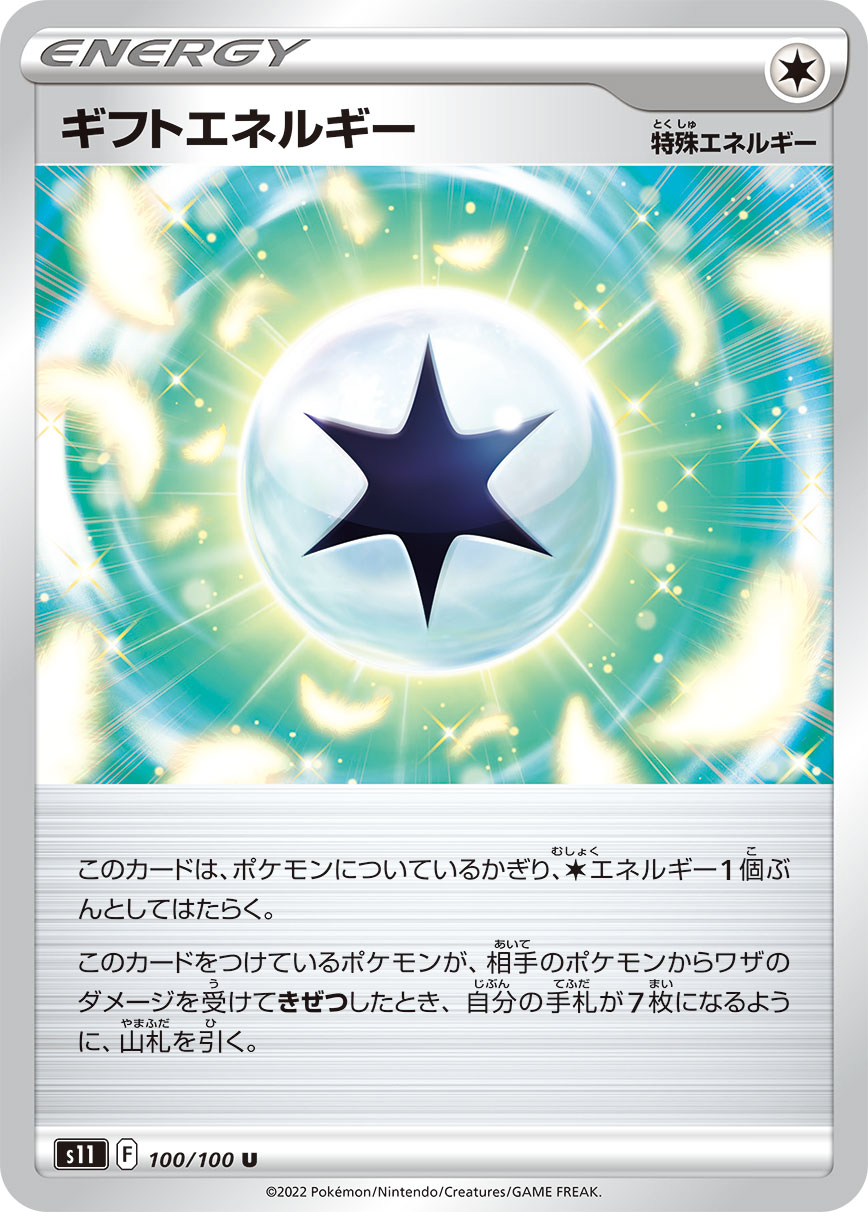 ENERGY
ギフトエネルギー
とくしゅ
特殊エネルギー
むしょく こ
このカードは、ポケモンについているかぎり、エネルギー1個ぶ
んとしてはたらく。
あいて
このカードをつけているポケモンが、相手のポケモンからワザの
う じぶん てふだ まい
ダメージを受けてきぜつしたとき、自分の手札が7枚になるよう
やまふだ ひ
に、山札を引く。
s11 F 100/100 U
©2022 Pokémon/Nintendo/Creatures/GAME FREAK.